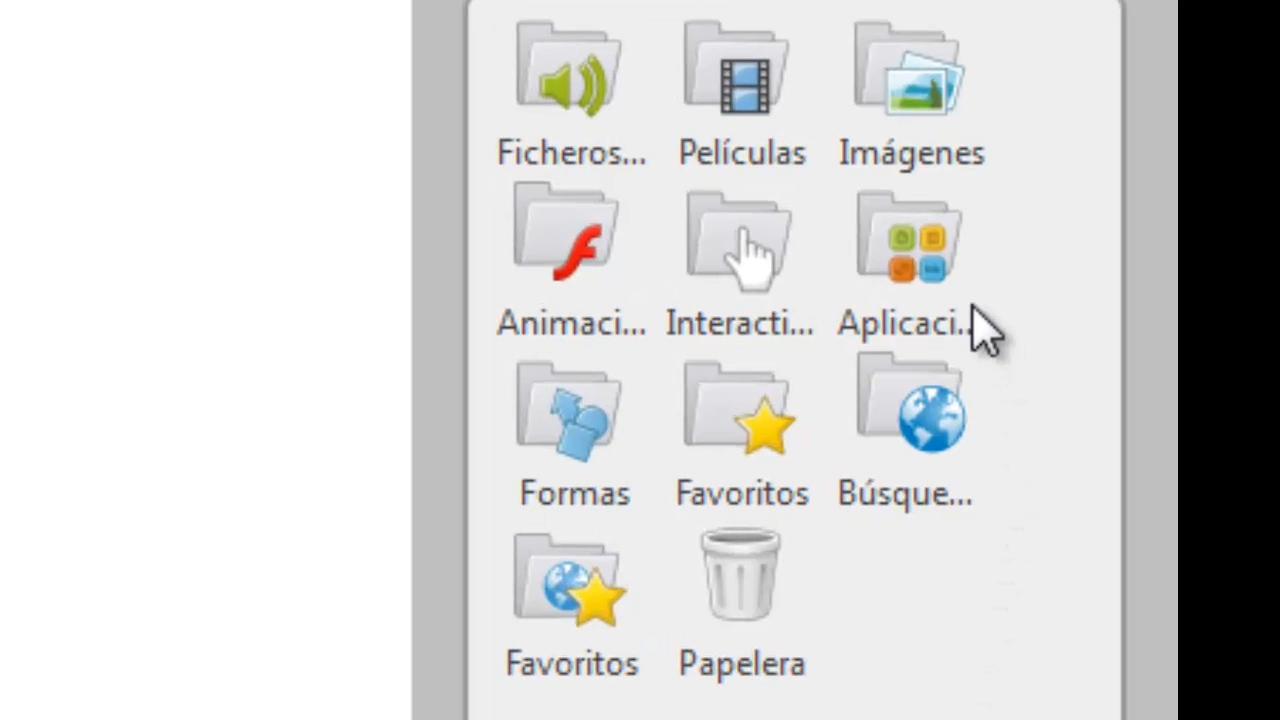 Ficheros... Películas Imágenes
Animaci... Interacti... Aplicaci...
Formas Favoritos Búsque...
Favoritos Papelera